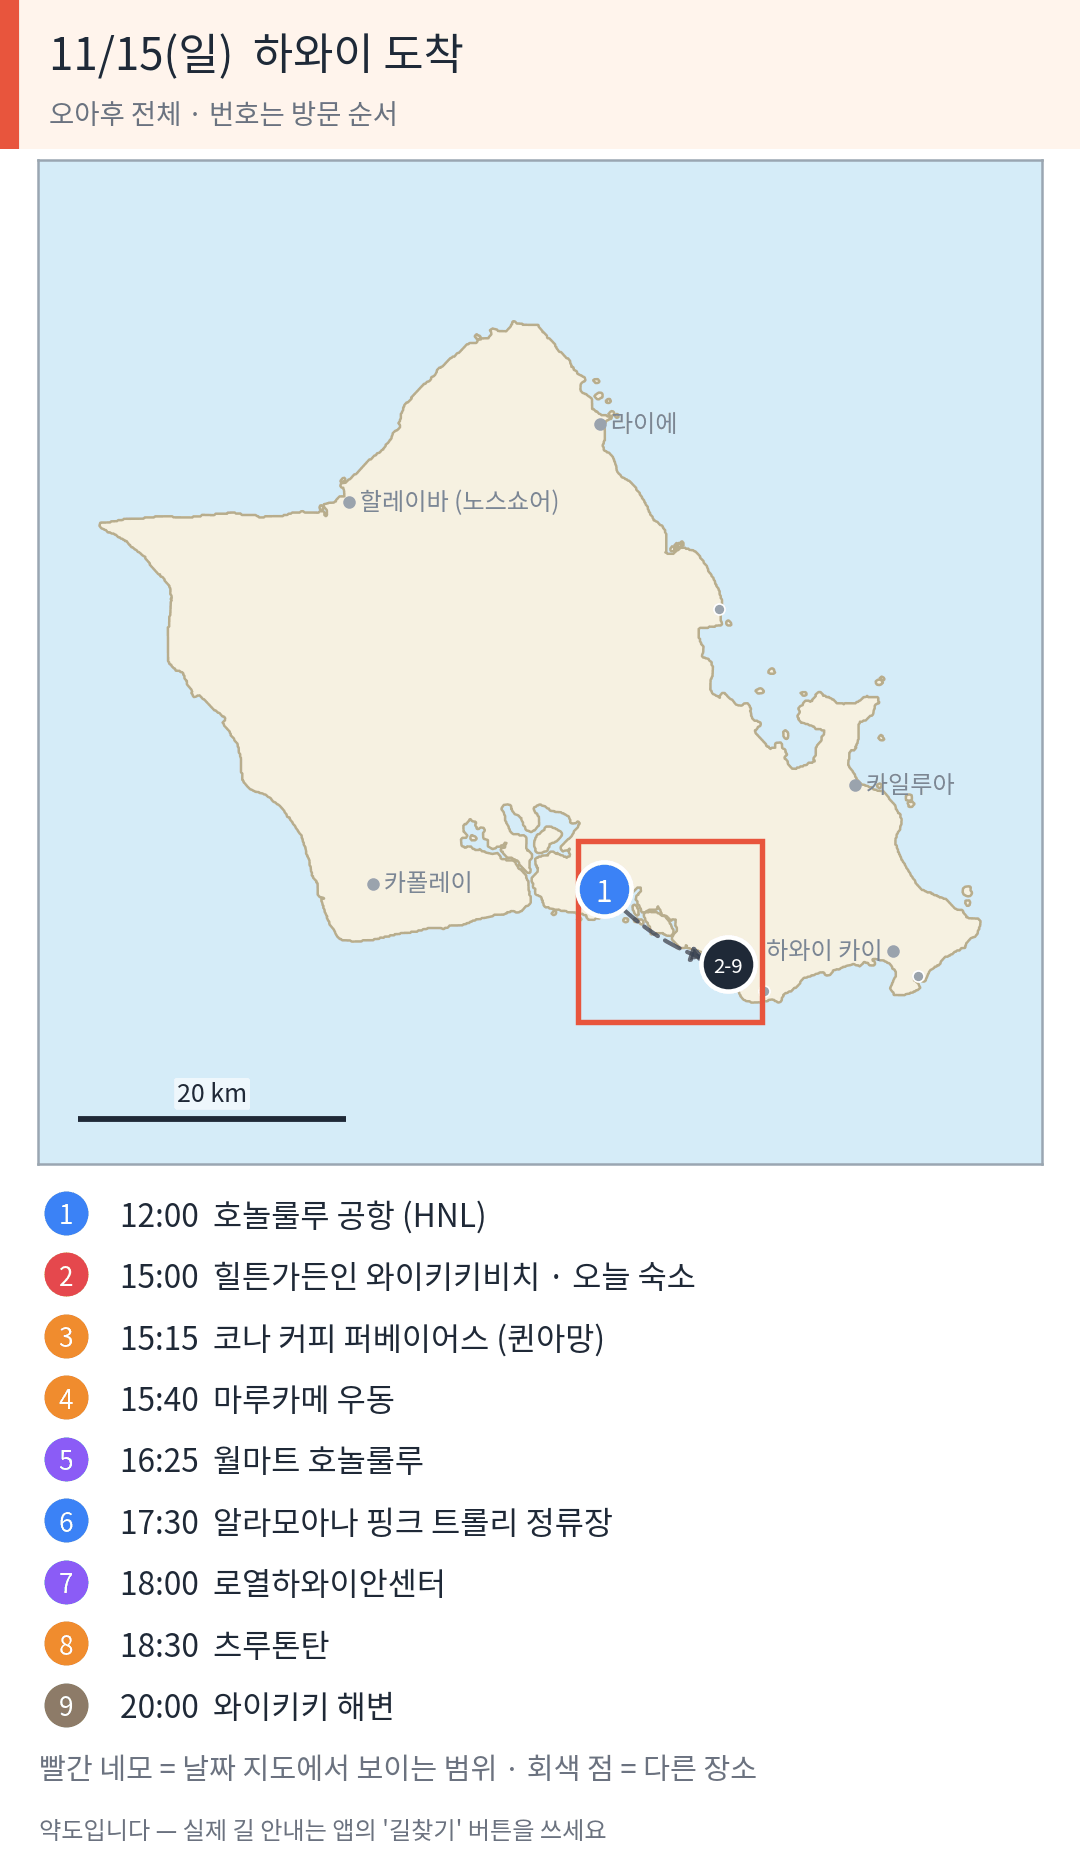 11/15(일) 하와이 도착
오아후 전체 · 번호는 방문 순서
라이에
할레이바 (노스쇼어)
카일루아
카폴레이
1
하와이 카이
2-9
20 km
1 12:00 호놀룰루 공항 (HNL)
2 15:00 힐튼가든인 와이키키비치 · 오늘 숙소
3 15:15 코나 커피 퍼베이어스 (퀸아망)
4 15:40 마루카메 우동
5 16:25 월마트 호놀룰루
6 17:30 알라모아나 핑크 트롤리 정류장
7 18:00 로열하와이안센터
8 18:30 츠루톤탄
9 20:00 와이키키 해변
빨간 네모 = 날짜 지도에서 보이는 범위 · 회색 점 = 다른 장소
약도입니다 — 실제 길 안내는 앱의 '길찾기' 버튼을 쓰세요